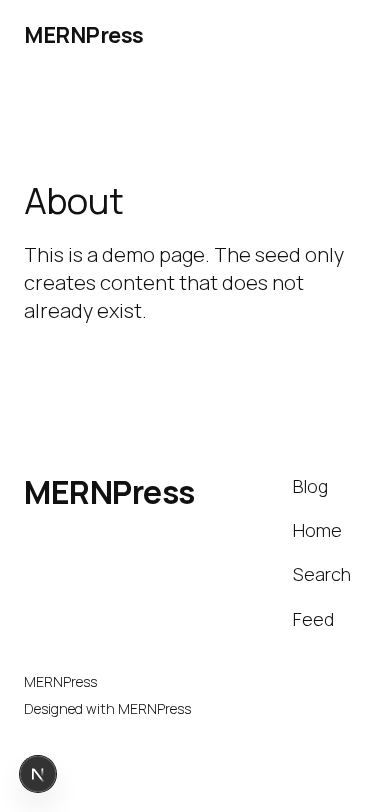 MERNPress
About
This is a demo page. The seed only
creates content that does not
already exist.
MERNPress
Blog
Home
Search
Feed
MERNPress
Designed with MERNPress
N